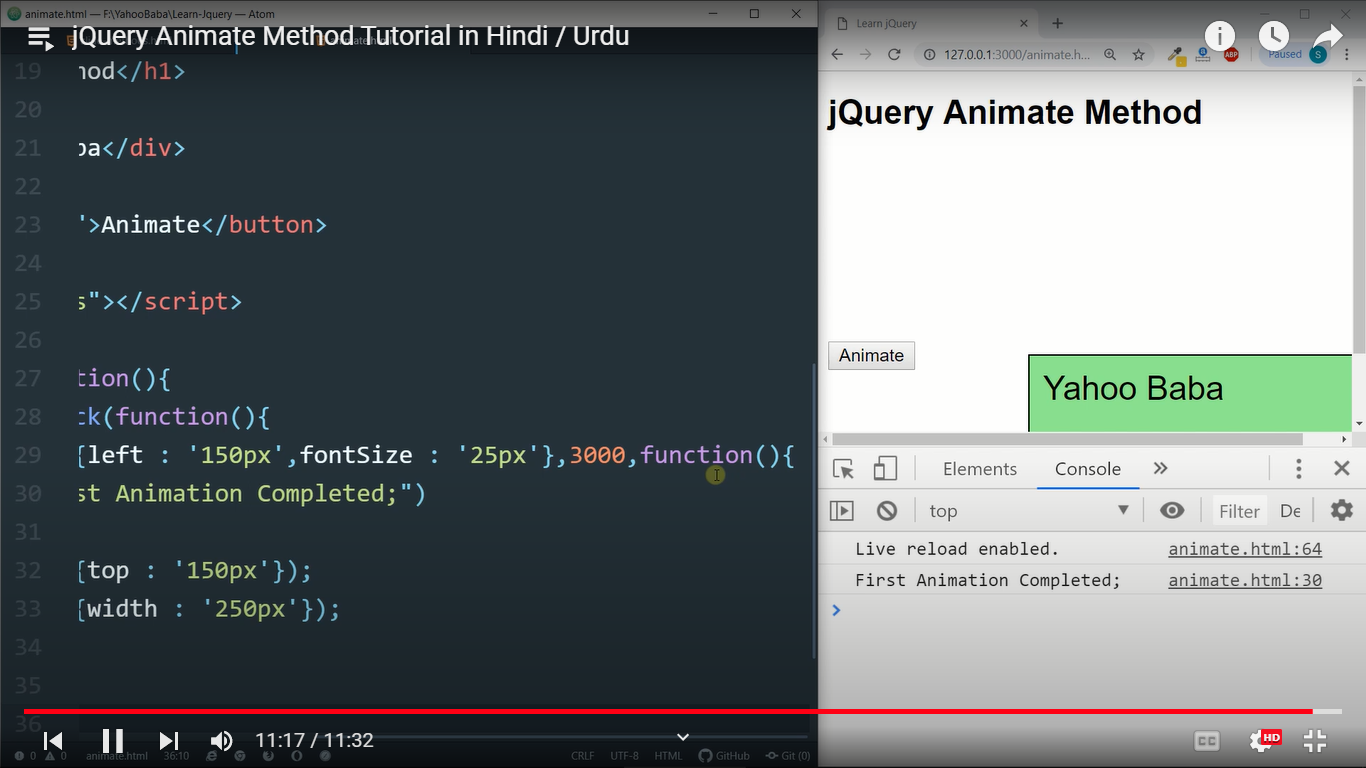 animate.html — F:\YahooBaba\Learn-Jquery — Atom
jQuery Animate Method Tutorial in Hindi / Urdu
19 hod</h1>
20
21 ba</div>
22
23 ">Animate</button>
24
25 s"></script>
26
27 tion(){
28 ck(function(){
29 {left : '150px',fontSize : '25px'},3000,function(){
30 st Animation Completed;")
31
32 {top : '150px'});
33 {width : '250px'});
34
35
36
11:17 / 11:32
CC
HD
0 0 animate.html 36:10
CRLF UTF-8 HTML GitHub Git (0)
Learn jQuery
127.0.0.1:3000/animate.h...
ABP
Paused
S
jQuery Animate Method
Animate
Yahoo Baba
Elements Console
top Filter De
Live reload enabled. animate.html:64
First Animation Completed; animate.html:30